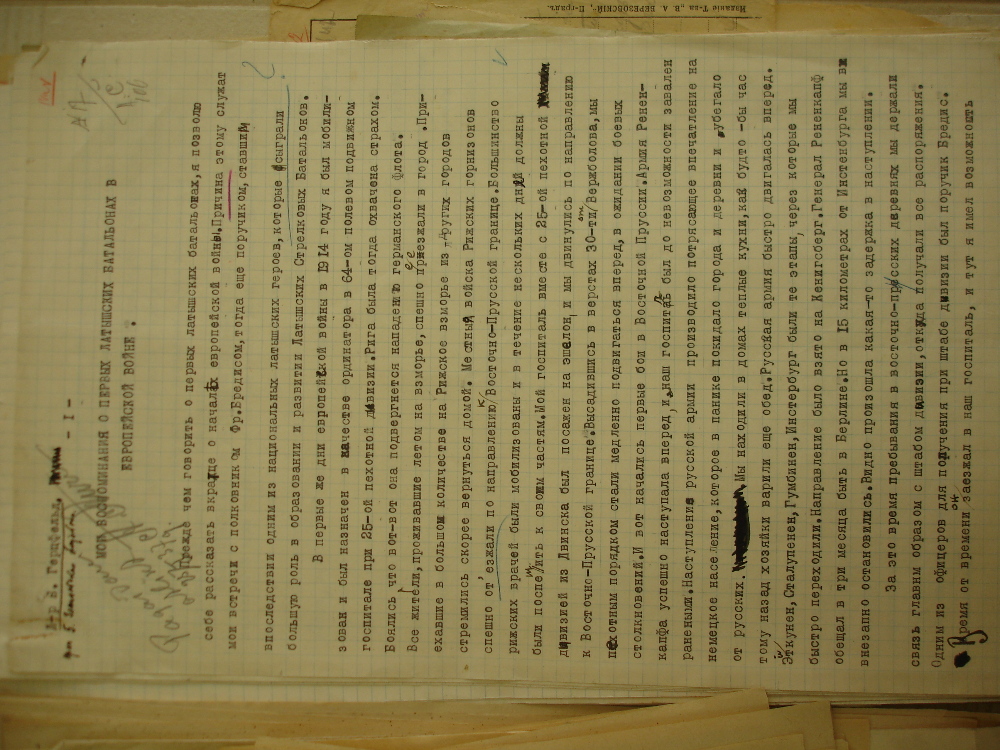 Изданіе Т-ва „В. А. БЕРЕЗОВСКІЙ“, П-градъ.
Д-р В. Герцфельд.
- I -
МОИ ВОСПОМИНАНИЯ О ПЕРВЫХ ЛАТЫШСКИХ БАТАЛЬОНАХ В
ЕВРОПЕЙСКОЙ ВОЙНЕ.
Прежде чем говорить о первых латышских батальонах, я позволю
себе рассказать вкратце о начале европейской войны. Причина этому служат
мои встречи с полковником Фр. Бредисом, тогда еще поручиком, ставшим
впоследствии одним из национальных латышских героев, которые сыграли
большую роль в образовании и развитии Латышских Стрелковых Батальонов.
В первые же дни европейской войны в 1914 году я был мобили-
зован и был назначен в качестве ординатора в 64-ом полевом подвижном
госпитале при 25-ой пехотной дивизии. Рига была тогда охвачена страхом.
Боялись, что вот-вот она подвергнется нападению германского флота.
Все жители, проживавшие летом на взморье, спешно переезжали в город. При-
ехавшие в большом количестве на Рижское взморье из других городов
стремились скорее вернуться домой. Местные войска Рижских горнизонов
спешно от'езжали по направлению к Восточно-Прусской границе. Большинство
рижских врачей были мобилизованы и в течение нескольких дней должны
были поспешить к своим частям. Мой госпиталь вместе с 25-ой пехотной
дивизией из Двинска был посажен на эшелон, и мы двинулись по направлению
к Восточно-Прусской границе. Высадившись в верстах 50-ти от Вержболова, мы
пехотным порядком стали медленно подвигаться вперед, в ожидании боевых
столкновений. И вот начались первые бои в Восточной Пруссии. Армия Ренен-
капфа успешно наступала вперед, и наш госпиталь был до невозможности завален
ранеными. Наступление русской армии производило потрясающее впечатление на
немецкое население, которое в панике покидало города и деревни и убегало
от русских. Мы находили в домах теплые кухни, как будто-бы час
тому назад хозяйки варили еще обед. Русская армия быстро двигалась вперед.
Эйткунен, Сталупенен, Гумбинен, Инстербург были те этапы, через которые мы
быстро переходили. Направление было взято на Кенигсберг. Генерал Рененкапф
обещал в три месяца быть в Берлине. Но в 15 километрах от Инстенбурга мы
внезапно остановились. Видно произошла какая-то задержка в наступлении.
За это время пребывания в восточно-прусских деревнях мы держали
связь главным образом с штабом дивизии, откуда получали все распоряжения.
Одним из офицеров для получения при штабе дивизии был поручик Бредис.
Время от времени он заезжал в наш госпиталь, и тут я имел возможность